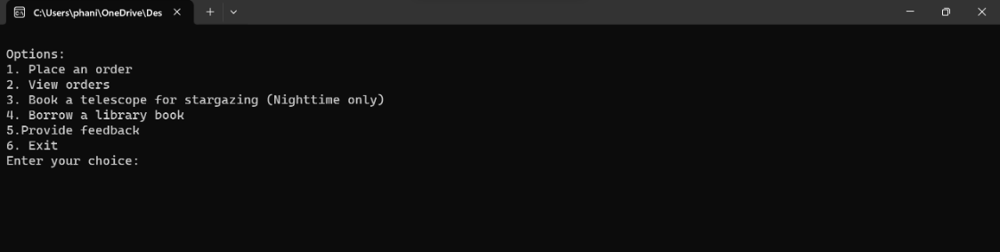 C:\Users\phani\OneDrive\Des
Options:
1. Place an order
2. View orders
3. Book a telescope for stargazing (Nighttime only)
4. Borrow a library book
5.Provide feedback
6. Exit
Enter your choice: